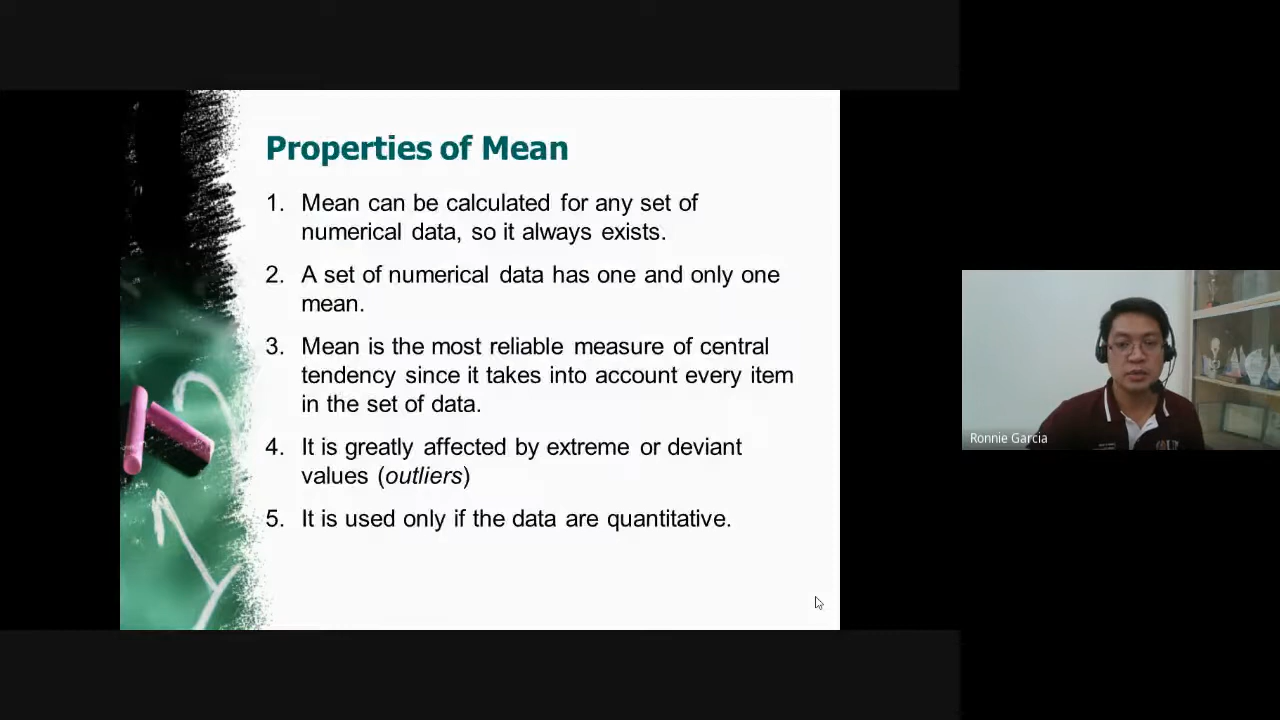 Properties of Mean
1. Mean can be calculated for any set of
numerical data, so it always exists.
2. A set of numerical data has one and only one
mean.
3. Mean is the most reliable measure of central
tendency since it takes into account every item
in the set of data.
4. It is greatly affected by extreme or deviant
values (outliers)
5. It is used only if the data are quantitative.
Ronnie Garcia